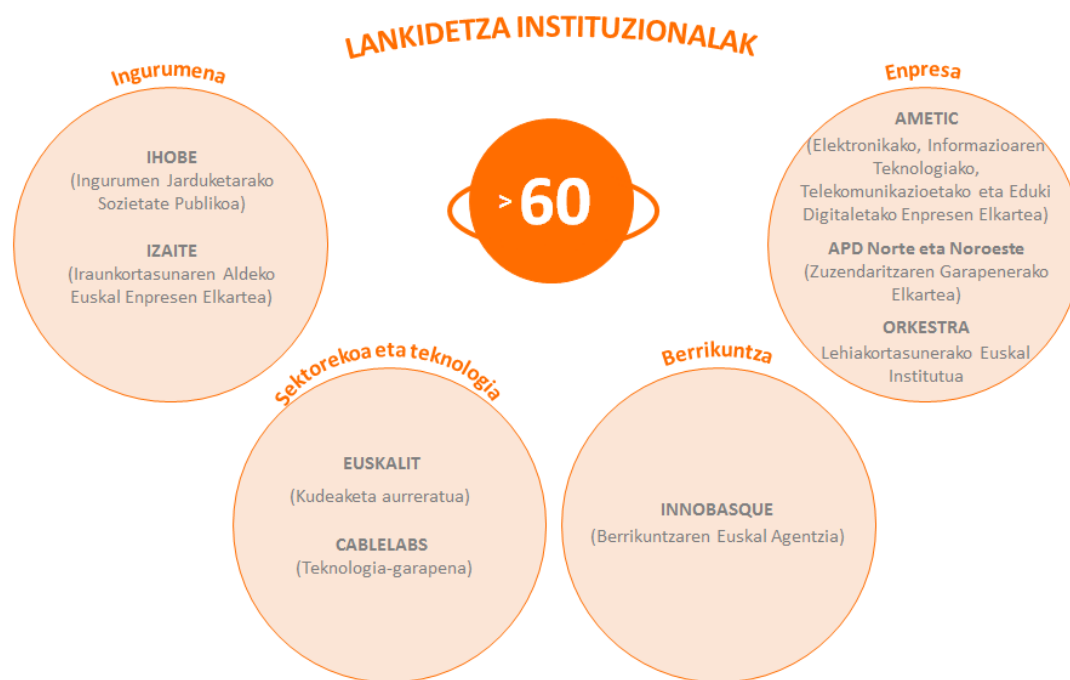 LANKIDETZA INSTITUZIONALAK
Ingurumena
IHOBE
(Ingurumen Jarduketarako
Sozietate Publikoa)
IZAITE
(Iraunkortasunaren Aldeko
Euskal Enpresen Elkartea)
> 60
Enpresa
AMETIC
(Elektronikako, Informazioaren
Teknologiako,
Telekomunikazioetako eta Eduki
Digitaletako Enpresen Elkartea)
APD Norte eta Noroeste
(Zuzendaritzaren Garapenerako
Elkartea)
ORKESTRA
Lehiakortasunerako Euskal
Institutua
Sektorekoa eta teknologia
EUSKALIT
(Kudeaketa aurreratua)
CABLELABS
(Teknologia-garapena)
Berrikuntza
INNOBASQUE
(Berrikuntzaren Euskal Agentzia)